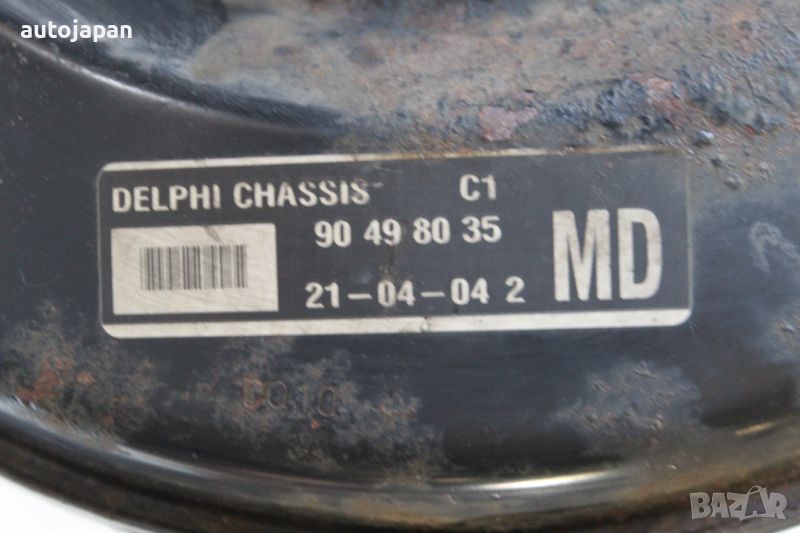 autojapan
DELPHI CHASSIS C1
90 49 80 35
21-04-04 2
MD
BAZAR